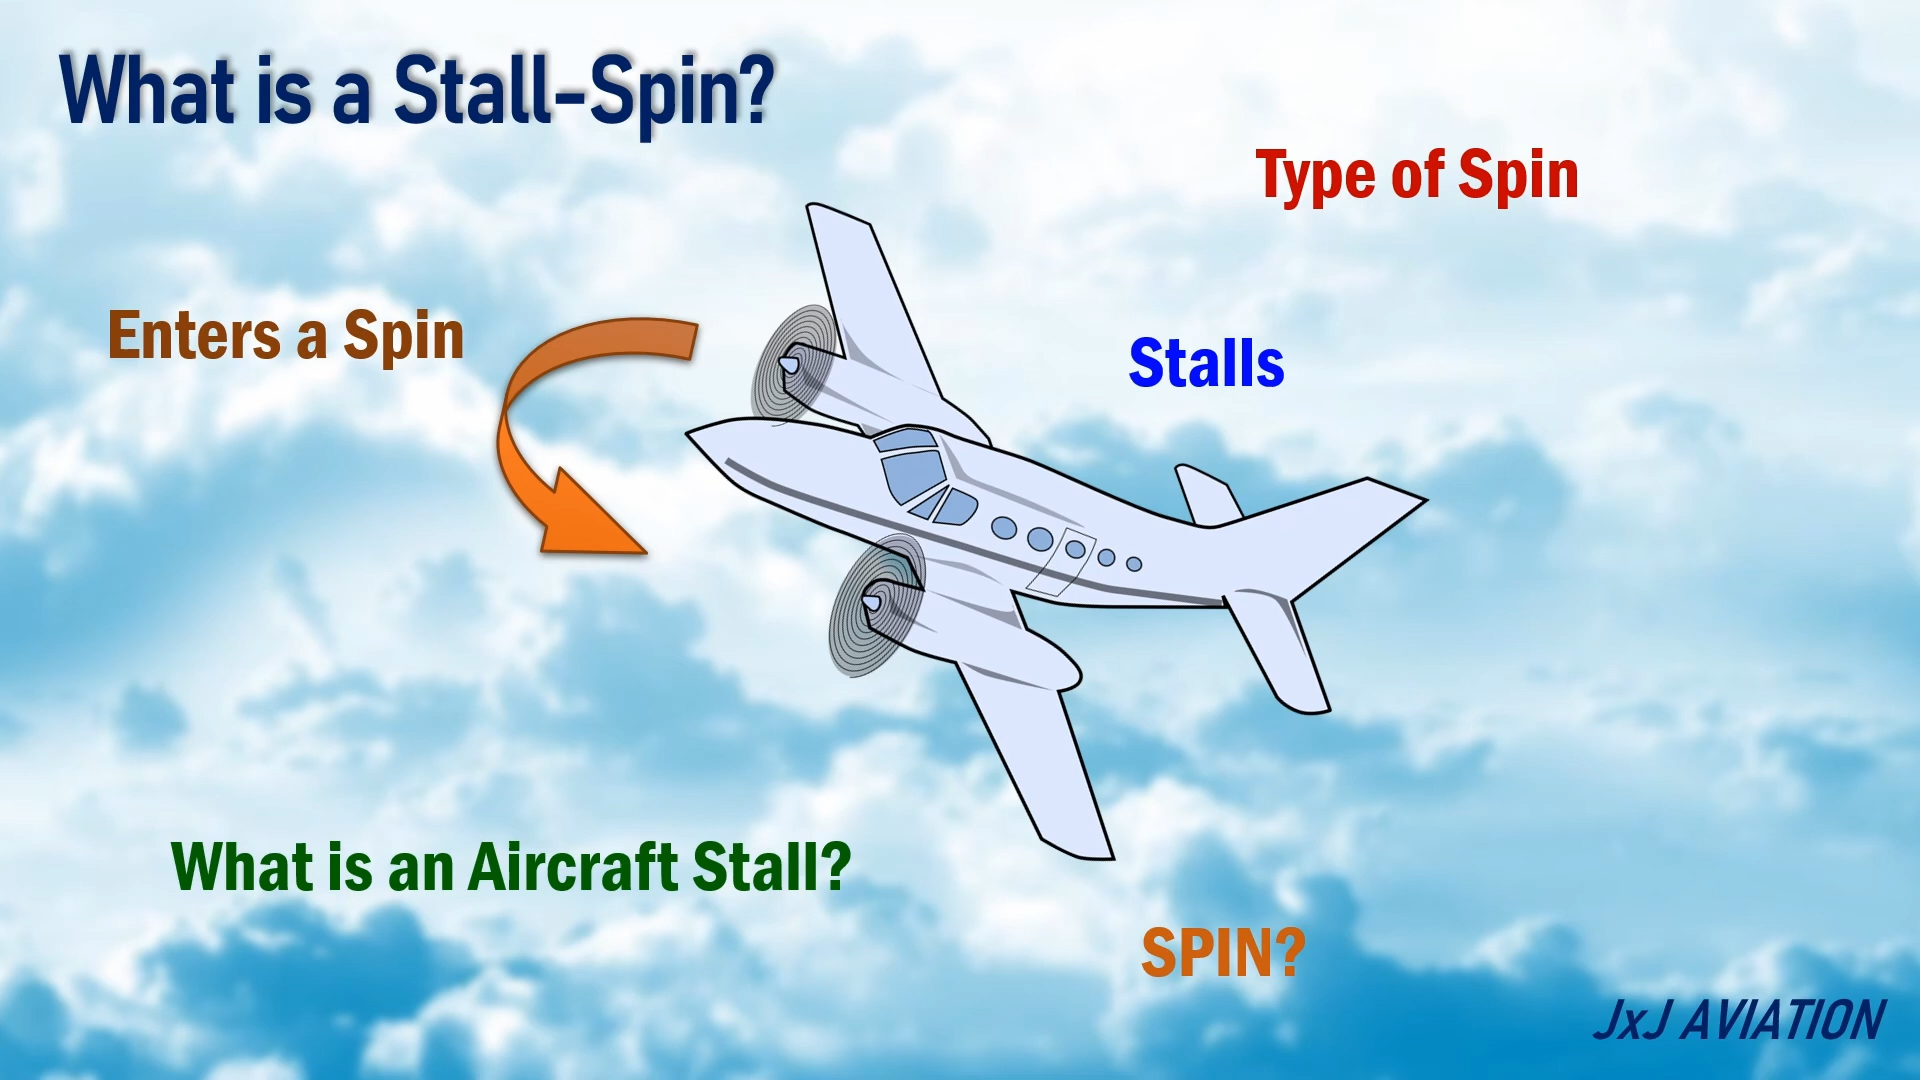 What is a Stall-Spin?
Type of Spin
Enters a Spin
Stalls
What is an Aircraft Stall?
SPIN?
JxJ AVIATION